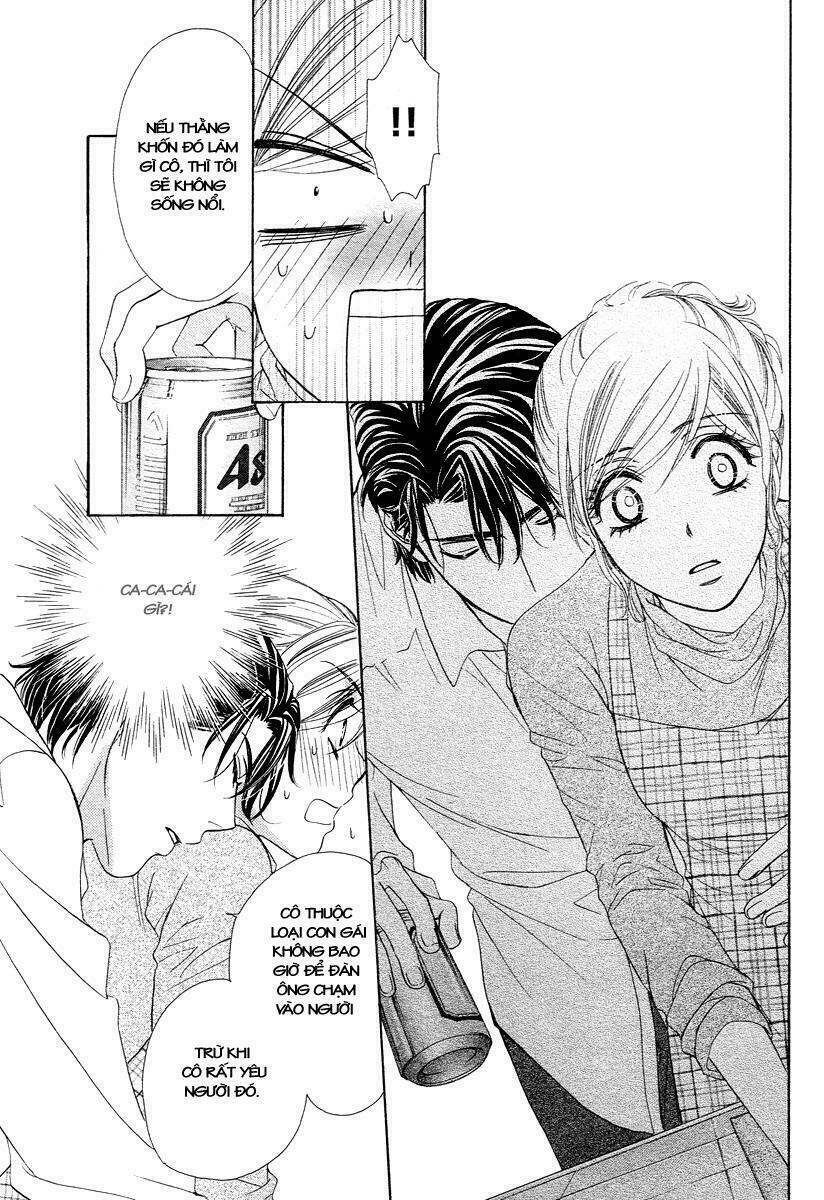 !!
NẾU THẰNG
KHỐN ĐÓ LÀM
GÌ CÔ, THÌ TÔI
SẼ KHÔNG
SỐNG NỔI.
AS
CA-CA-CÁI
GÌ?!
CÔ THUỘC
LOẠI CON GÁI
KHÔNG BAO
GIỜ ĐỂ ĐÀN
ÔNG CHẠM
VÀO NGƯỜI
TRỪ KHI
CÔ RẤT YÊU
NGƯỜI ĐÓ.